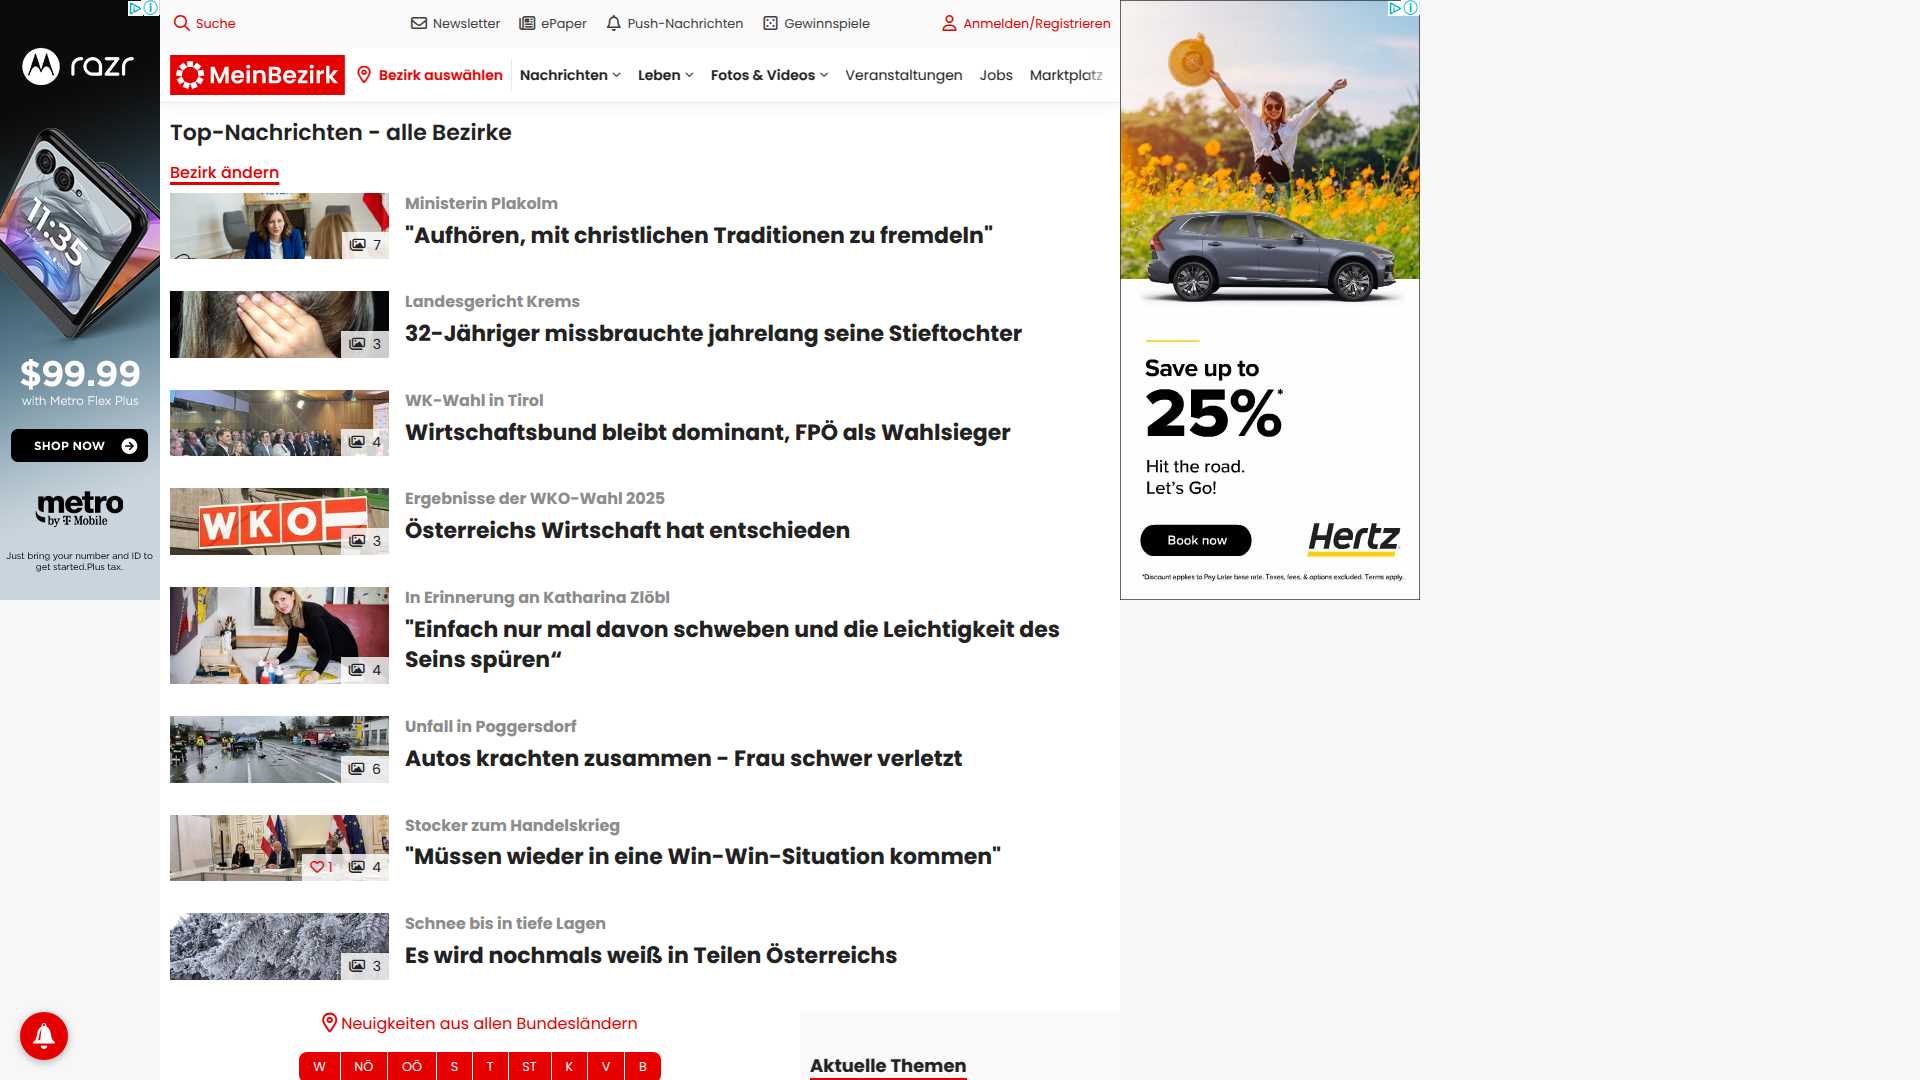 Suche
Newsletter
ePaper
Push-Nachrichten
Gewinnspiele
Anmelden/Registrieren
MeinBezirk
Bezirk auswählen
Nachrichten
Leben
Fotos & Videos
Veranstaltungen
Jobs
Marktplatz
Top-Nachrichten - alle Bezirke
Bezirk ändern
7
Ministerin Plakolm
"Aufhören, mit christlichen Traditionen zu fremdeln"
3
Landesgericht Krems
32-Jähriger missbrauchte jahrelang seine Stieftochter
4
WK-Wahl in Tirol
Wirtschaftsbund bleibt dominant, FPÖ als Wahlsieger
WKO
3
Ergebnisse der WKO-Wahl 2025
Österreichs Wirtschaft hat entschieden
4
In Erinnerung an Katharina Zlöbl
"Einfach nur mal davon schweben und die Leichtigkeit des
Seins spüren“
6
Unfall in Poggersdorf
Autos krachten zusammen - Frau schwer verletzt
1
4
Stocker zum Handelskrieg
"Müssen wieder in eine Win-Win-Situation kommen"
3
Schnee bis in tiefe Lagen
Es wird nochmals weiß in Teilen Österreichs
Neuigkeiten aus allen Bundesländern
W
NÖ
OÖ
S
T
ST
K
V
B
Aktuelle Themen
razr
11:35
$99.99
with Metro Flex Plus
SHOP NOW
metro
by T Mobile
Just bring your number and ID to
get started.Plus tax.
Save up to
25%*
Hit the road.
Let's Go!
Book now
Hertz
*Discount applies to Pay Later base rate. Taxes, fees, & options excluded. Terms apply.